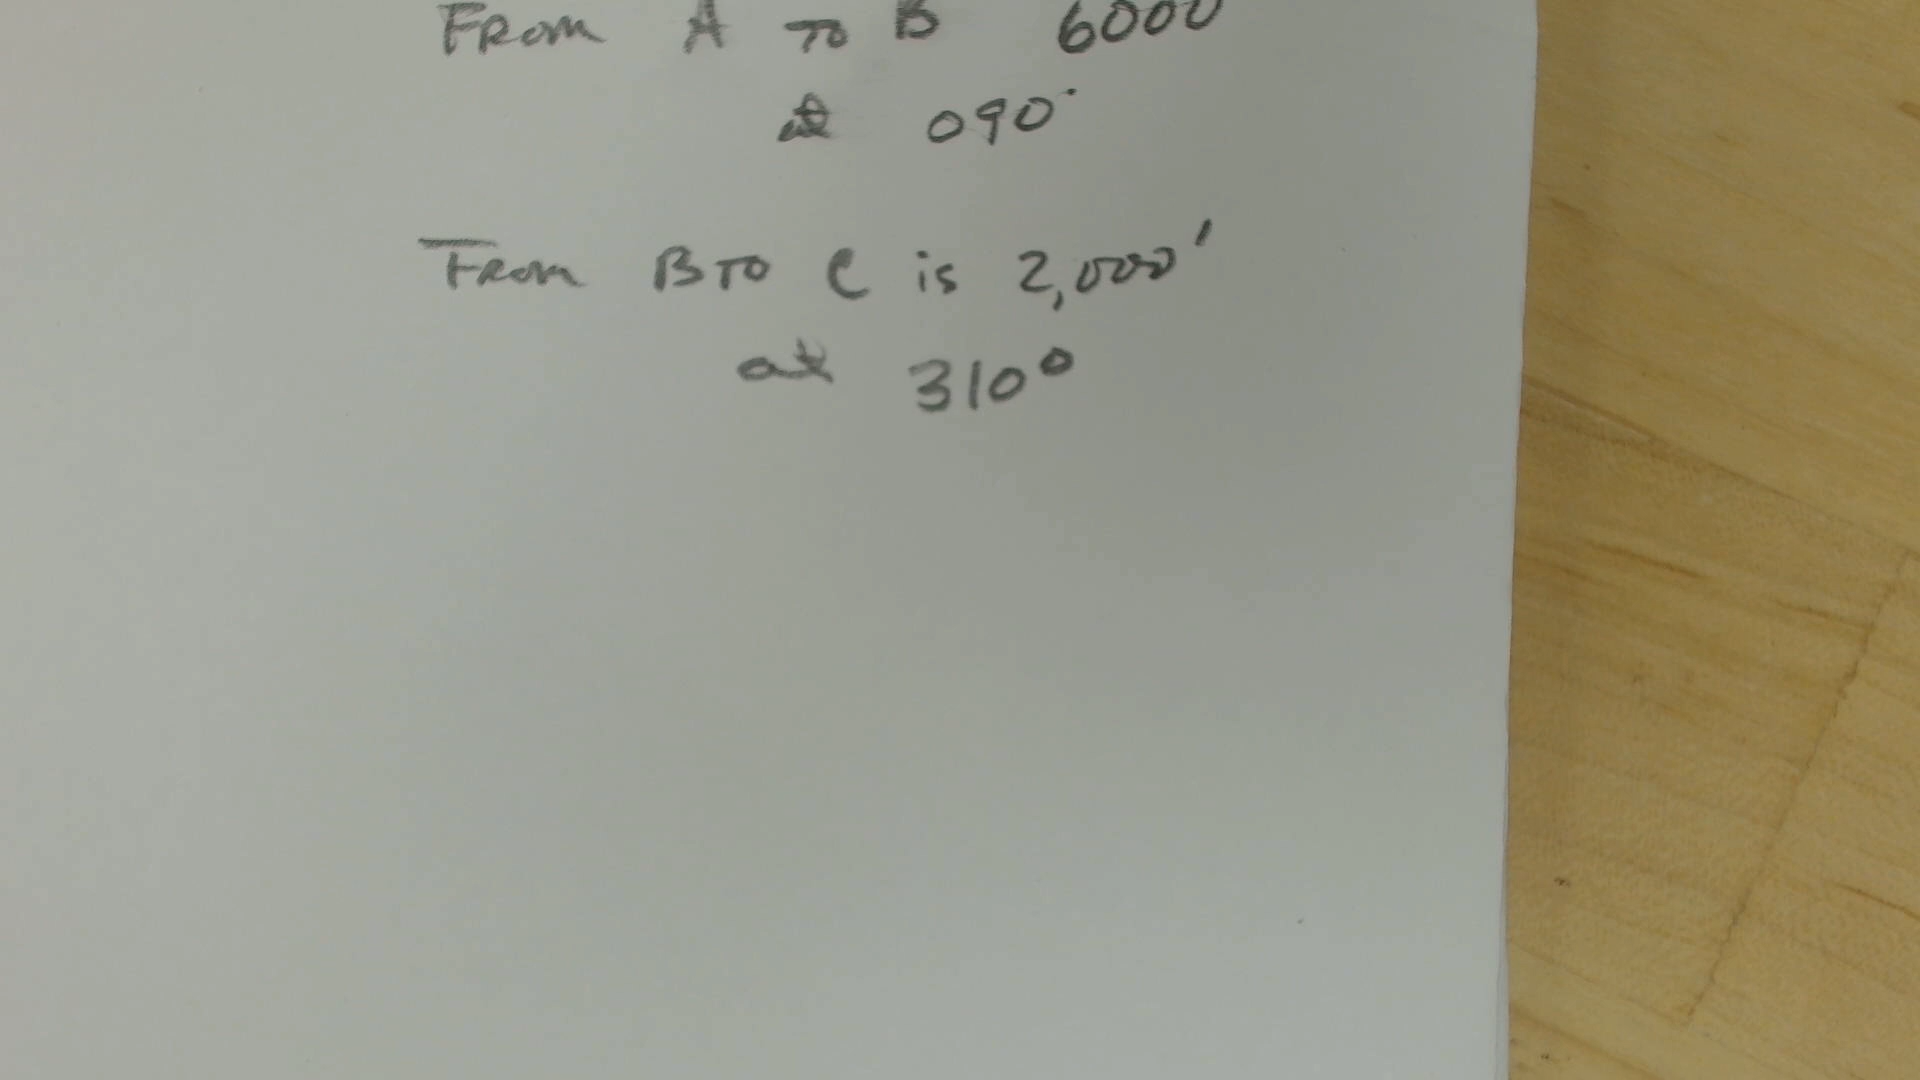 From A TO B 6000
at 090°
From B TO C is 2,000'
at 310°